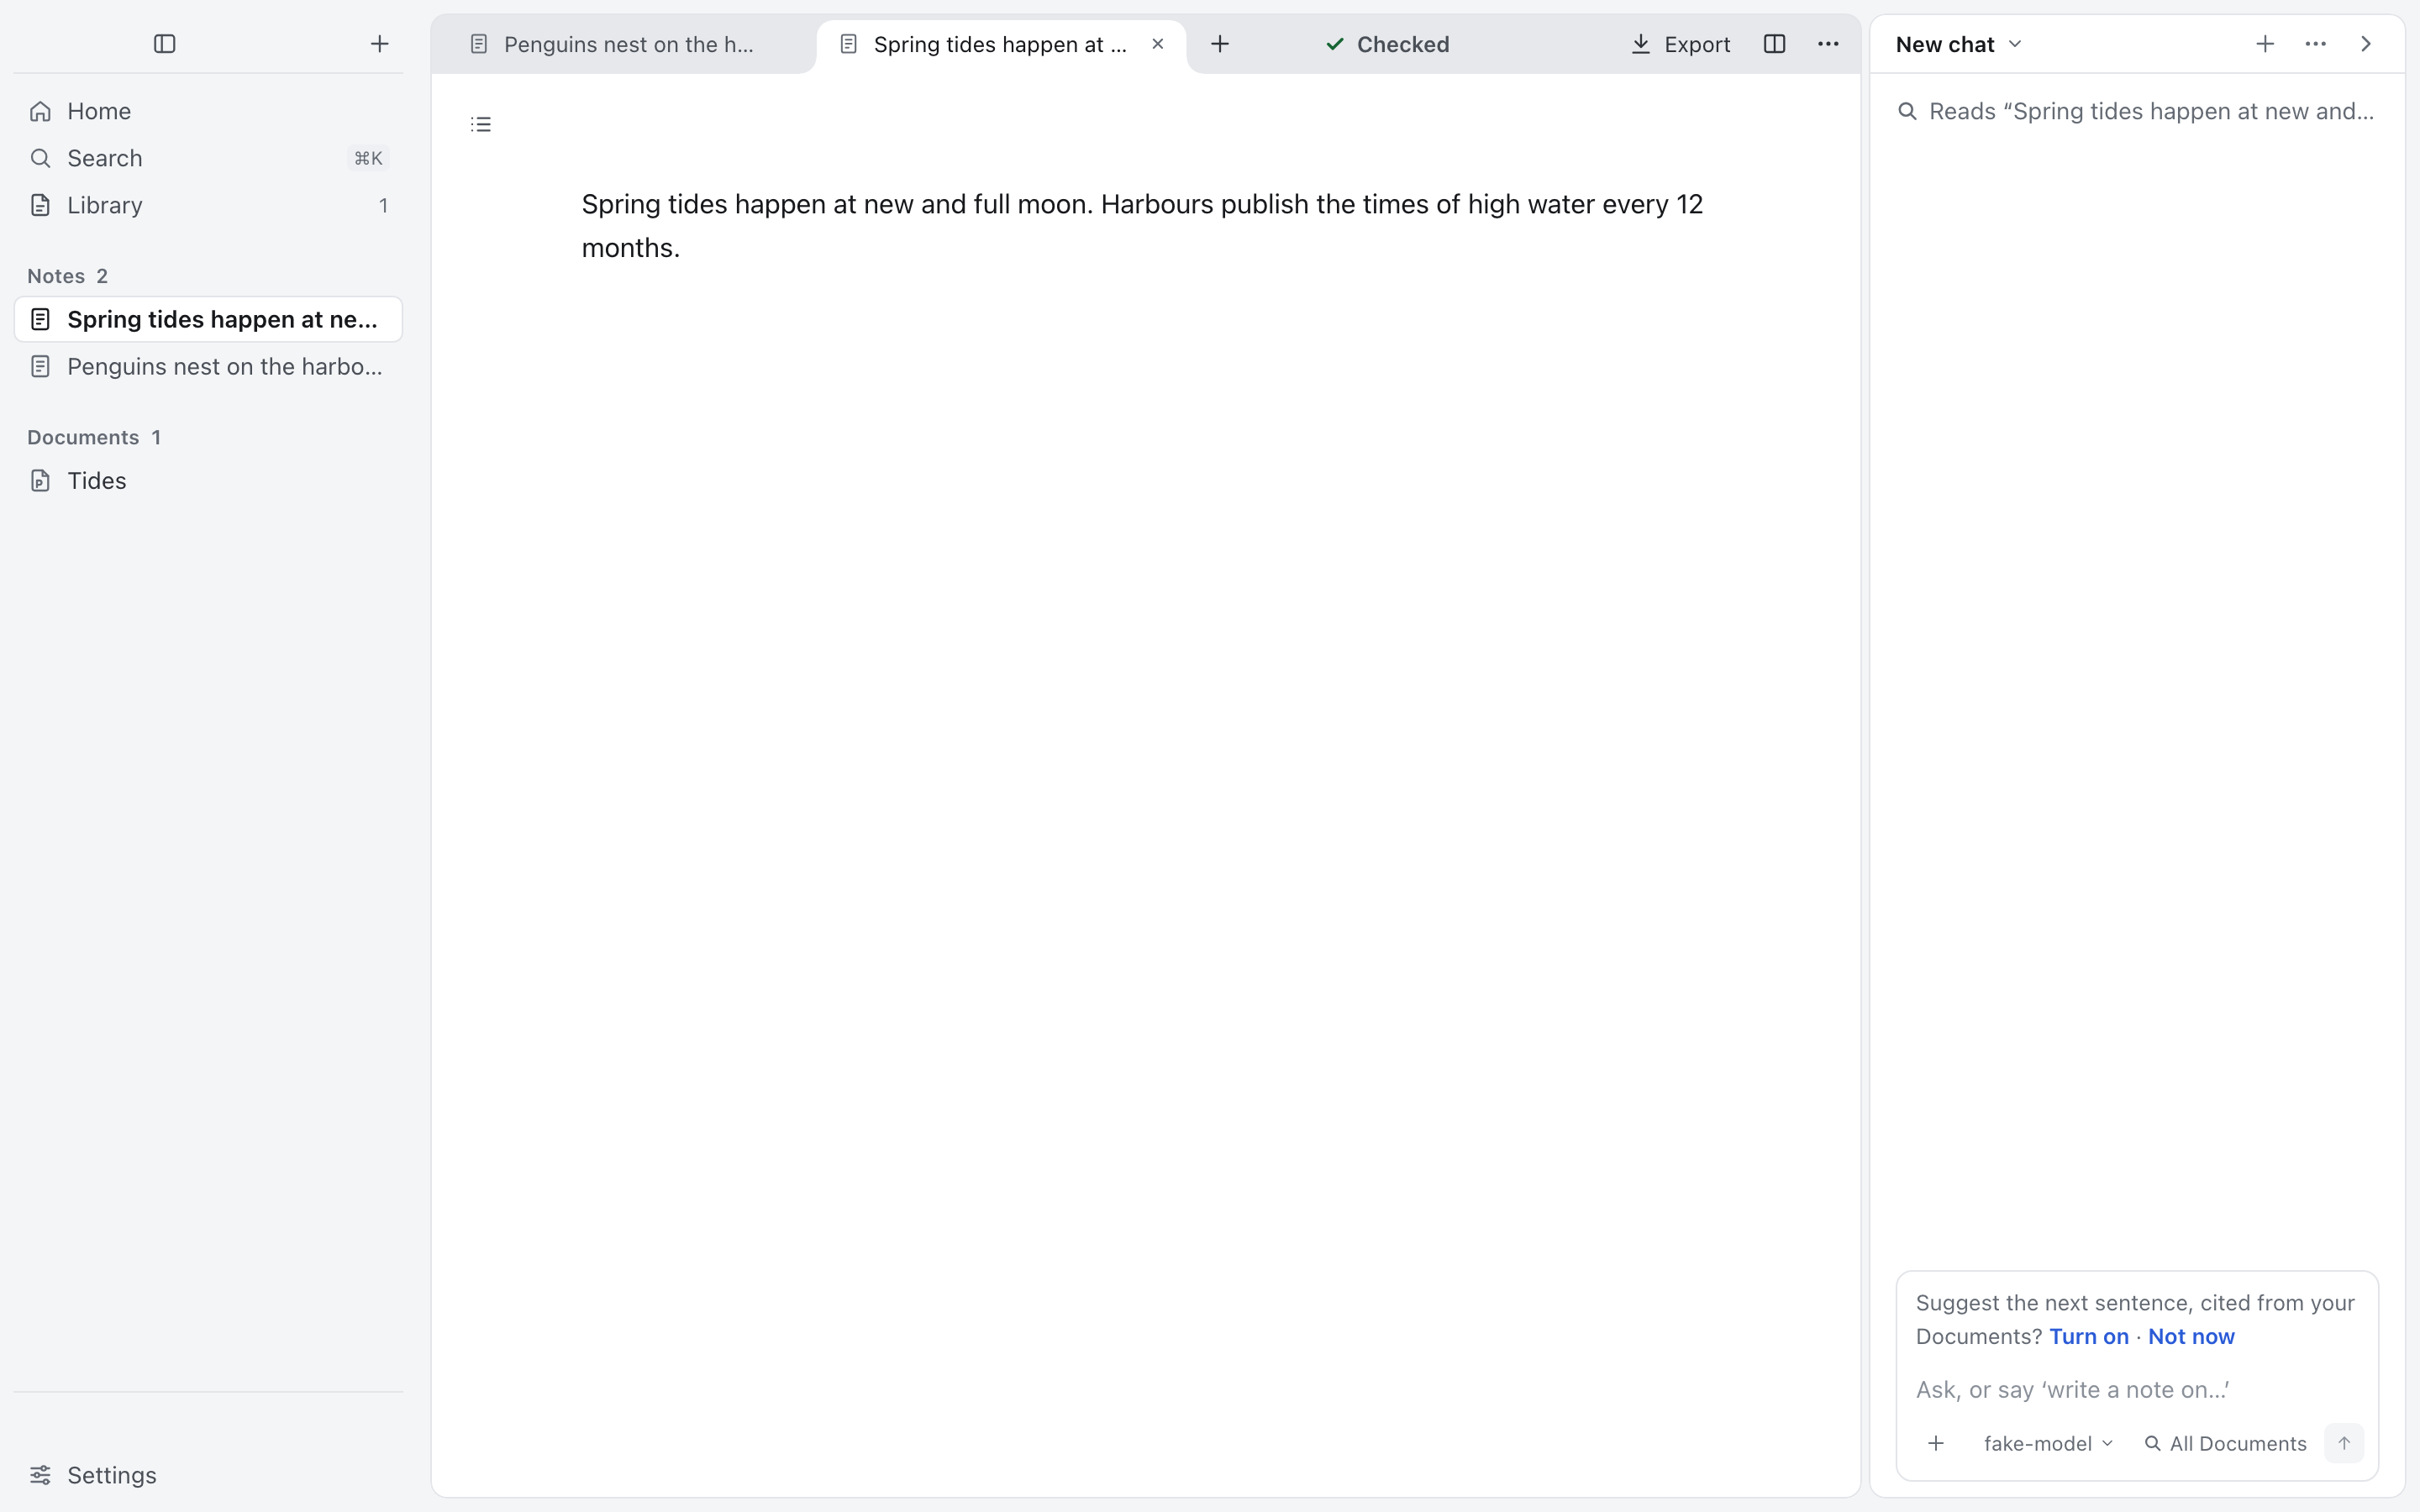 Home
Search ⌘K
Library 1
Notes 2
Spring tides happen at ne...
Penguins nest on the harbo...
Documents 1
Tides
Settings
Penguins nest on the h...
Spring tides happen at ...
Checked
Export
Spring tides happen at new and full moon. Harbours publish the times of high water every 12
months.
New chat
Reads “Spring tides happen at new and...
Suggest the next sentence, cited from your
Documents? Turn on · Not now
Ask, or say ‘write a note on…’
fake-model
All Documents